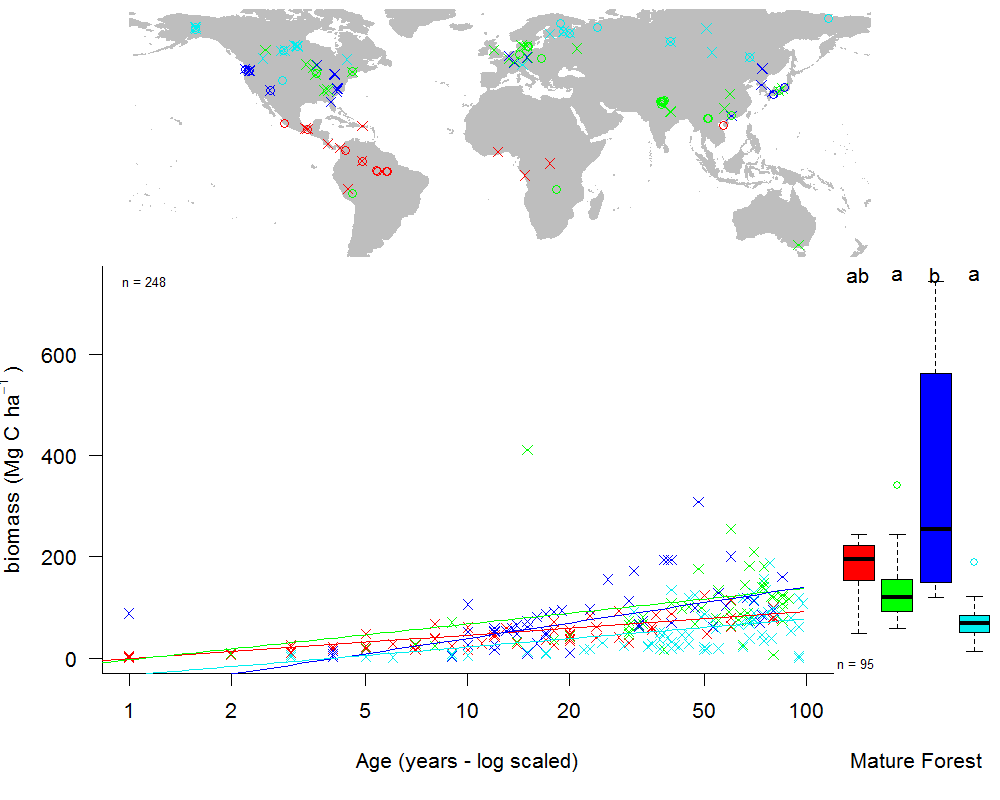 n = 248
ab a b a
biomass (Mg C ha⁻¹ )
600
400
200
0
n = 95
1 2 5 10 20 50 100
Age (years - log scaled)
Mature Forest